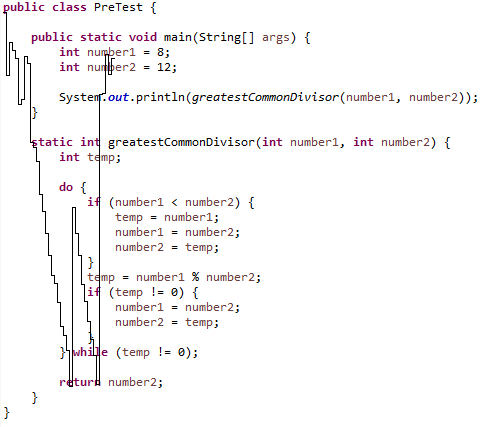 public class PreTest {
public static void main(String[] args) {
int number1 = 8;
int number2 = 12;
System.out.println(greatestCommonDivisor(number1, number2));
}
static int greatestCommonDivisor(int number1, int number2) {
int temp;
do {
if (number1 < number2) {
temp = number1;
number1 = number2;
number2 = temp;
}
temp = number1 % number2;
if (temp != 0) {
number1 = number2;
number2 = temp;
}
} while (temp != 0);
return number2;
}
}